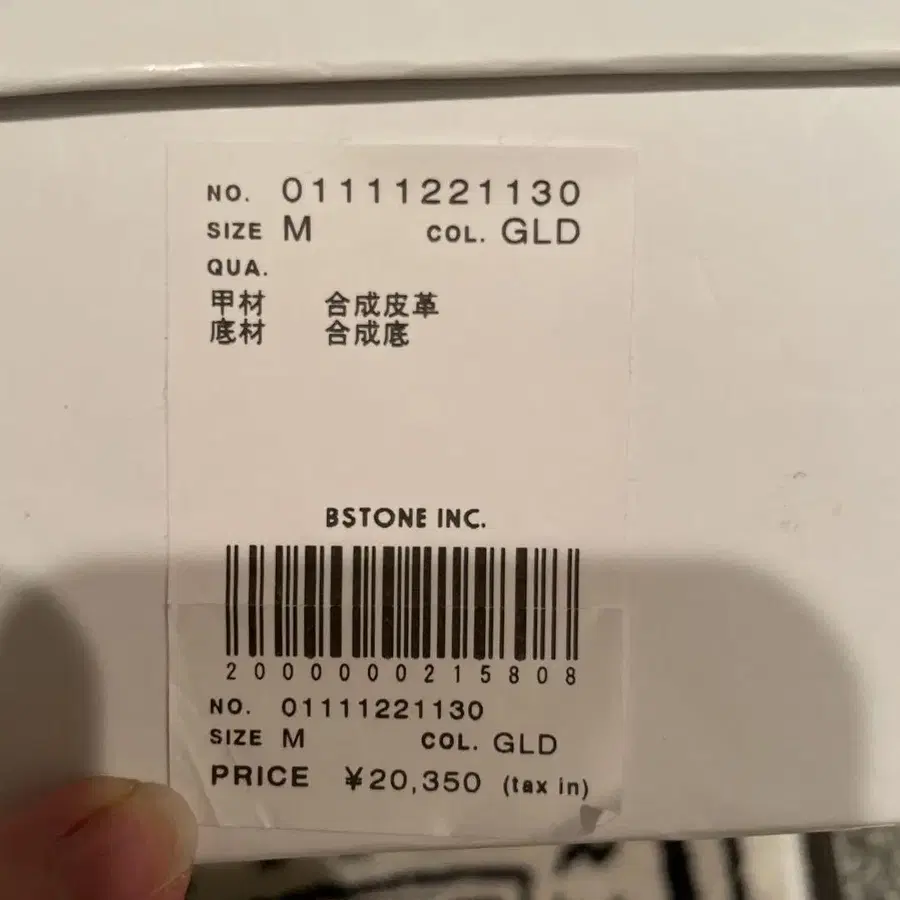 NO. 01111221130
SIZE M COL. GLD
QUA.
甲材 合成皮革
底材 合成底
BSTONE INC.
2000000215808
NO. 01111221130
SIZE M COL. GLD
PRICE ¥20,350 (tax in)